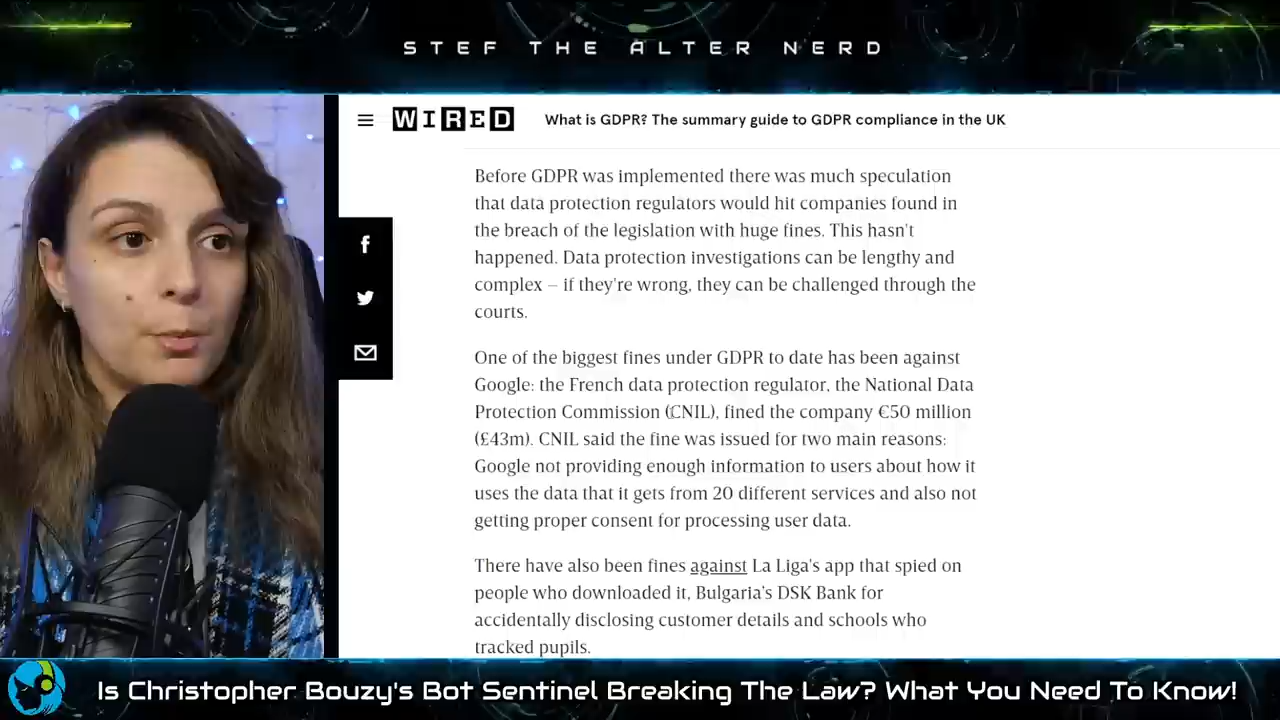 STEF THE ALTER NERD
WIRED
What is GDPR? The summary guide to GDPR compliance in the UK
Before GDPR was implemented there was much speculation
that data protection regulators would hit companies found in
the breach of the legislation with huge fines. This hasn't
happened. Data protection investigations can be lengthy and
complex – if they're wrong, they can be challenged through the
courts.
One of the biggest fines under GDPR to date has been against
Google: the French data protection regulator, the National Data
Protection Commission (CNIL), fined the company €50 million
(£43m). CNIL said the fine was issued for two main reasons:
Google not providing enough information to users about how it
uses the data that it gets from 20 different services and also not
getting proper consent for processing user data.
There have also been fines against La Liga's app that spied on
people who downloaded it, Bulgaria's DSK Bank for
accidentally disclosing customer details and schools who
tracked pupils.
Is Christopher Bouzy's Bot Sentinel Breaking The Law? What You Need To Know!